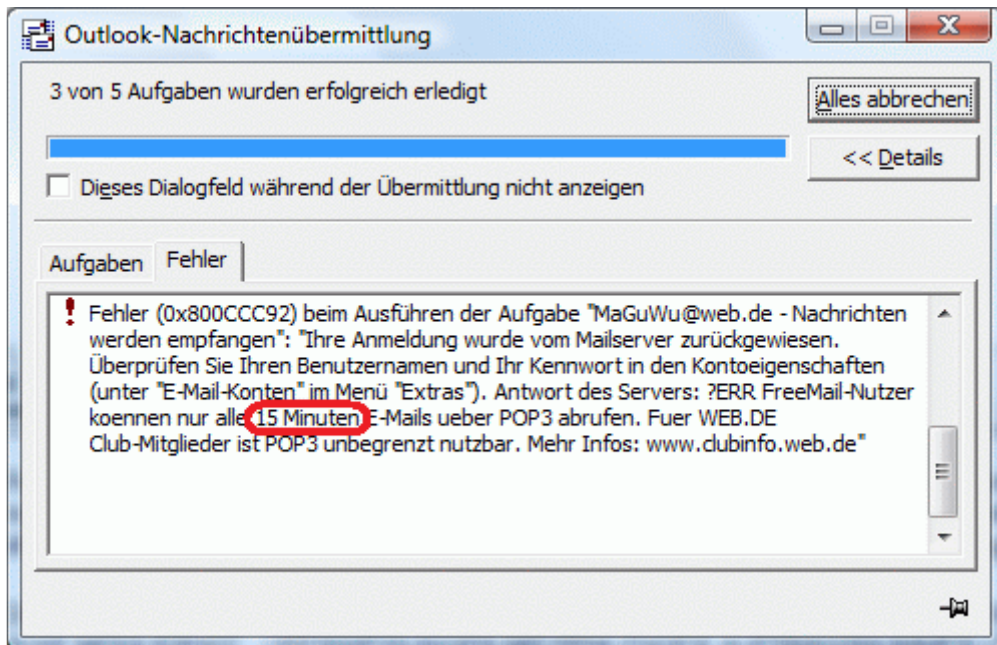 Outlook-Nachrichtenübermittlung
3 von 5 Aufgaben wurden erfolgreich erledigt
Alles abbrechen
<< Details
Dieses Dialogfeld während der Übermittlung nicht anzeigen
Aufgaben
Fehler
Fehler (0x800CCC92) beim Ausführen der Aufgabe "MaGuWu@web.de - Nachrichten
werden empfangen": "Ihre Anmeldung wurde vom Mailserver zurückgewiesen.
Überprüfen Sie Ihren Benutzernamen und Ihr Kennwort in den Kontoeigenschaften
(unter "E-Mail-Konten" im Menü "Extras"). Antwort des Servers: ?ERR FreeMail-Nutzer
koennen nur alle 15 Minuten E-Mails ueber POP3 abrufen. Fuer WEB.DE
Club-Mitglieder ist POP3 unbegrenzt nutzbar. Mehr Infos: www.clubinfo.web.de"